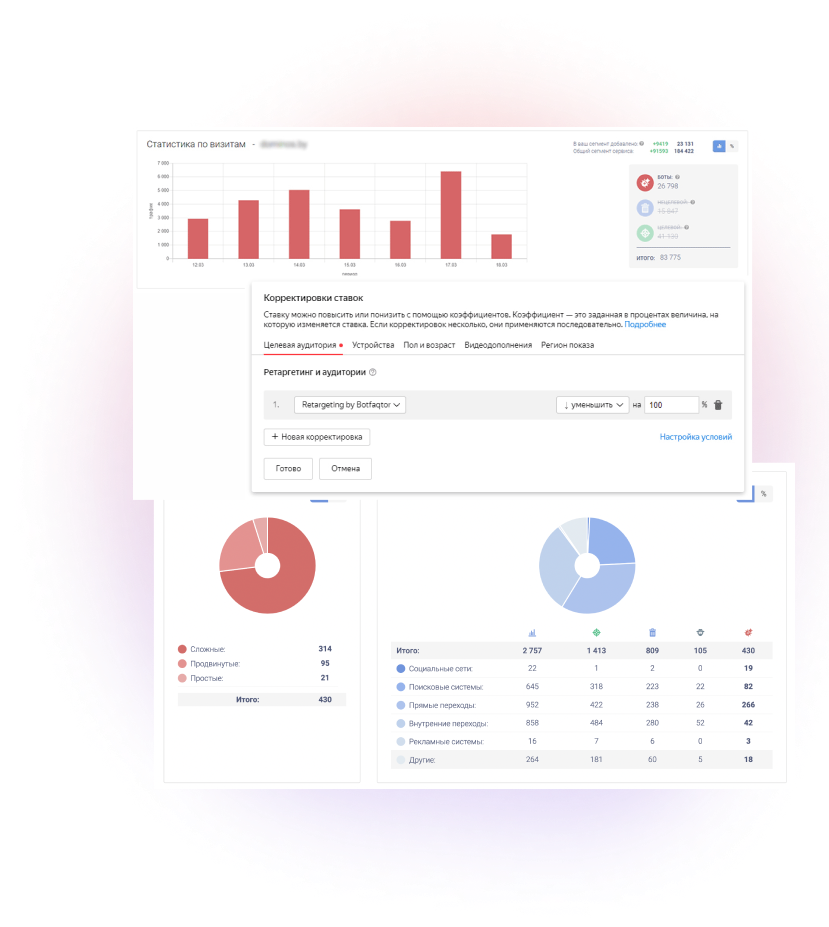 Статистика по визитам -
В ваш сегмент добавлено: +9419 23 131
Общий сегмент сервиса: +91593 184 422
%
7 000
6 000
5 000
4 000
3 000
2 000
1 000
0
12.03 13.03 14.03 15.03 16.03 17.03 18.03
Боты:
26 798
Нецелевой:
15 847
Целевой:
41 130
ИТОГО: 83 775
Корректировки ставок
Ставку можно повысить или понизить с помощью коэффициентов. Коэффициент — это заданная в процентах величина, на
которую изменяется ставка. Если корректировок несколько, они применяются последовательно. Подробнее
Целевая аудитория Устройства Пол и возраст Видеодополнения Регион показа
Ретаргетинг и аудитории
1. Retargeting by Botfaqtor ↓ уменьшить на 100 %
+ Новая корректировка Настройка условий
Готово Отмена
%
Сложные: 314
Продвинутые: 95
Простые: 21
Итого: 430
Итого: 2 757 1 413 809 105 430
Социальные сети: 22 1 2 0 19
Поисковые системы: 645 318 223 22 82
Прямые переходы: 952 422 238 26 266
Внутренние переходы: 858 484 280 52 42
Рекламные системы: 16 7 6 0 3
Другие: 264 181 60 5 18